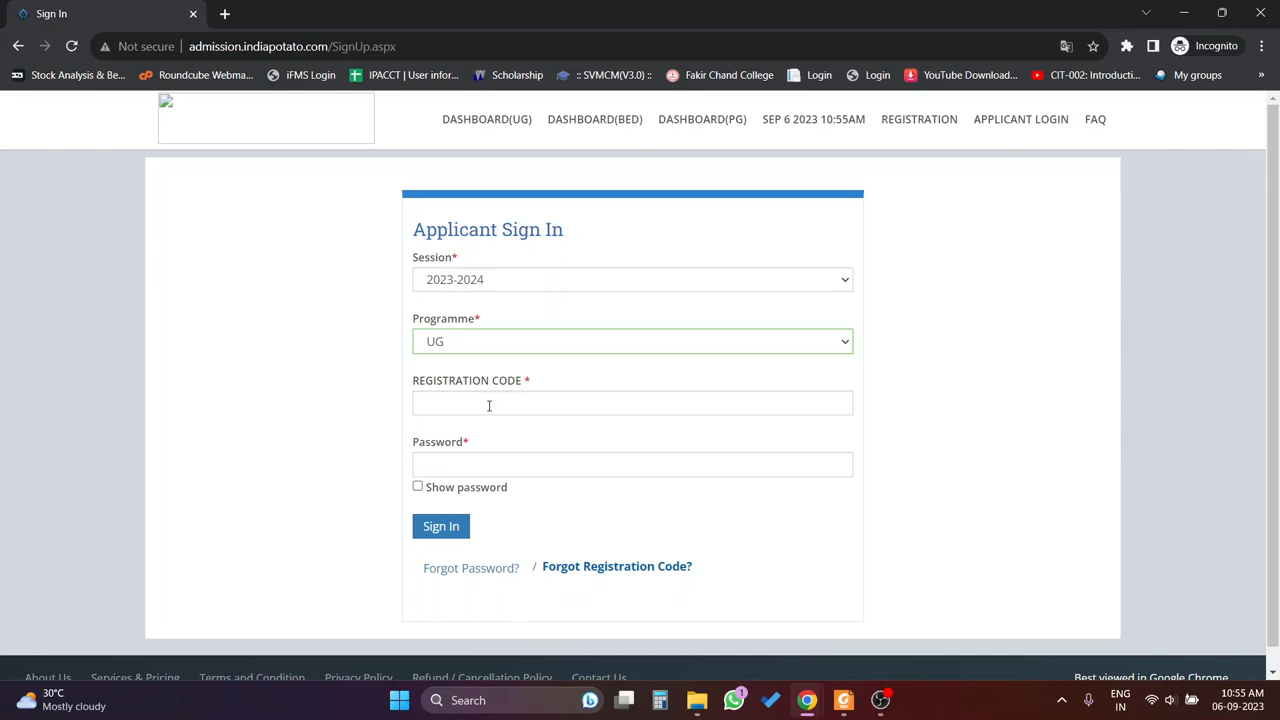 Sign In
Not secure
admission.indiapotato.com/SignUp.aspx
Incognito
Stock Analysis & Be...
Roundcube Webma...
iFMS Login
IPACCT | User infor...
Scholarship
:: SVMCM(V3.0) ::
Fakir Chand College
Login
Login
YouTube Download...
CIT-002: Introducti...
My groups
»
DASHBOARD(UG)
DASHBOARD(BED)
DASHBOARD(PG)
SEP 6 2023 10:55AM
REGISTRATION
APPLICANT LOGIN
FAQ
Applicant Sign In
Session*
2023-2024
Programme*
UG
REGISTRATION CODE *
Password*
Show password
Sign In
Forgot Password? / Forgot Registration Code?
About Us
Services & Pricing
Terms and Condition
Privacy Policy
Refund / Cancellation Policy
Contact Us
Best viewed in Google Chrome
30°C
Mostly cloudy
Search
1
ENG
IN
10:55 AM
06-09-2023